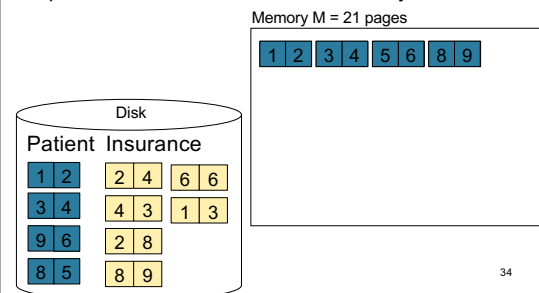 Memory M = 21 pages
1 2 3 4 5 6 8 9
Disk
Patient Insurance
1 2 2 4 6 6
3 4 4 3 1 3
9 6 2 8
8 5 8 9
34